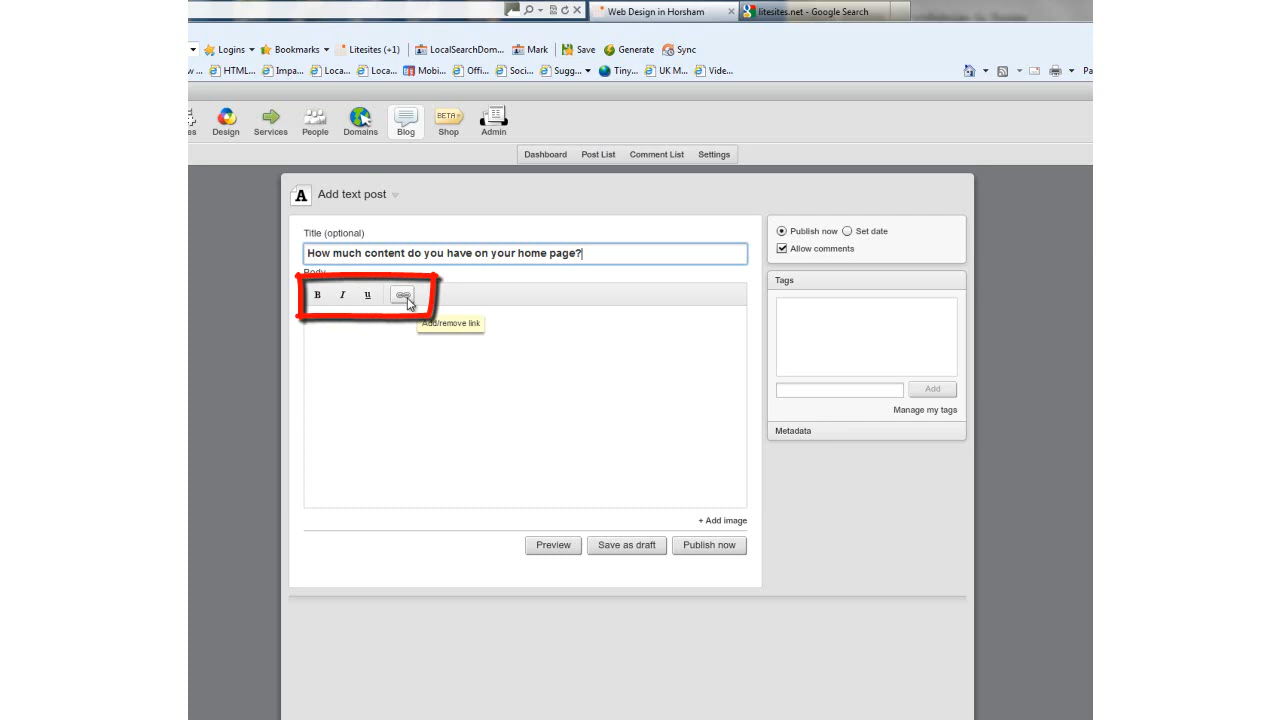 Web Design in Horsham
litesites.net - Google Search
Logins Bookmarks Litesites (+1) LocalSearchDom... Mark Save Generate Sync
w ... HTML... Impa... Loca... Loca... Mobi... Offi... Soci... Sugg... Tiny... UK M... Vide... Pa
es Design Services People Domains Blog BETA Shop Admin
Dashboard Post List Comment List Settings
A Add text post
Title (optional)
How much content do you have on your home page?
Body
B I u
Add/remove link
+ Add image
Preview Save as draft Publish now
Publish now Set date
Allow comments
Tags
Add
Manage my tags
Metadata